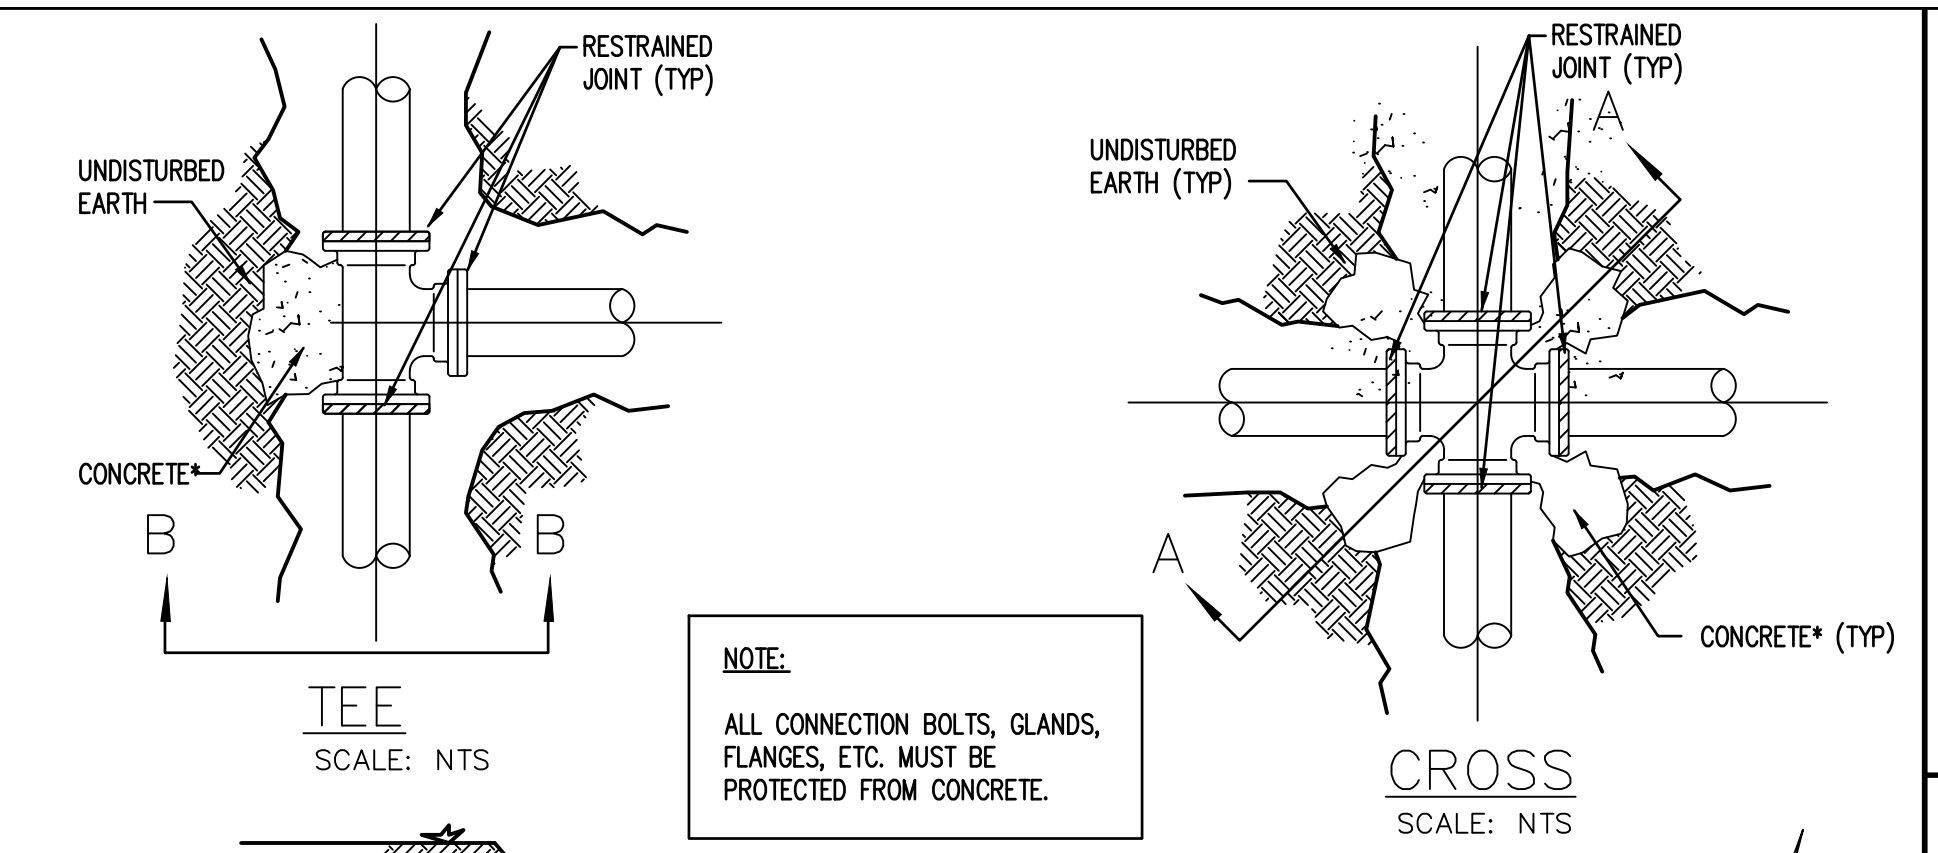 RESTRAINED
JOINT (TYP)
UNDISTURBED
EARTH
CONCRETE*
B
B
TEE
SCALE: NTS
NOTE:
ALL CONNECTION BOLTS, GLANDS,
FLANGES, ETC. MUST BE
PROTECTED FROM CONCRETE.
RESTRAINED
JOINT (TYP)
A
UNDISTURBED
EARTH (TYP)
A
CONCRETE* (TYP)
CROSS
SCALE: NTS